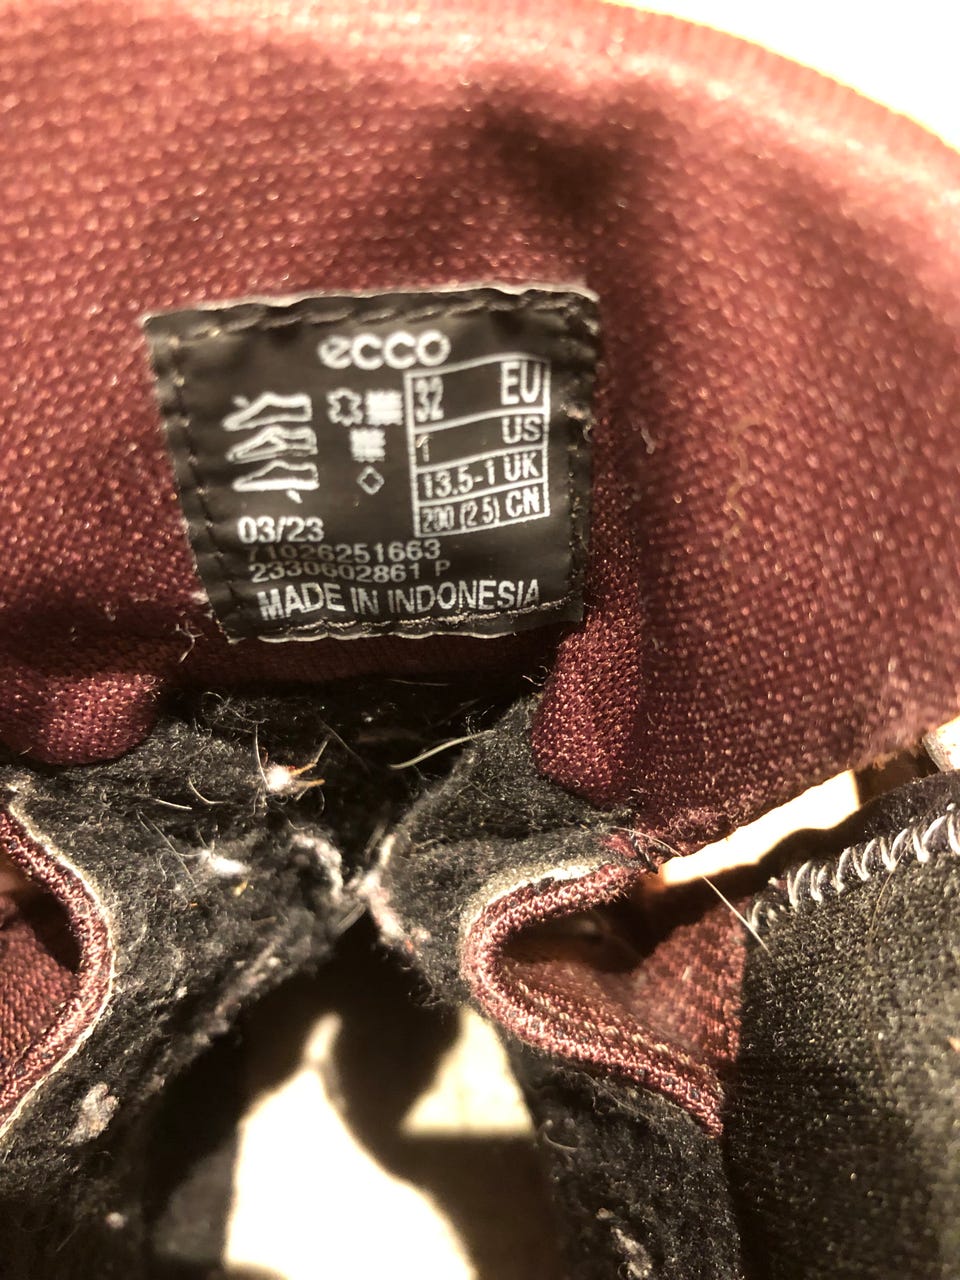 ecco
32 EU
1 US
13.5-1 UK
200 (2.5) CN
03/23
71026251663
2330602861 P
MADE IN INDONESIA